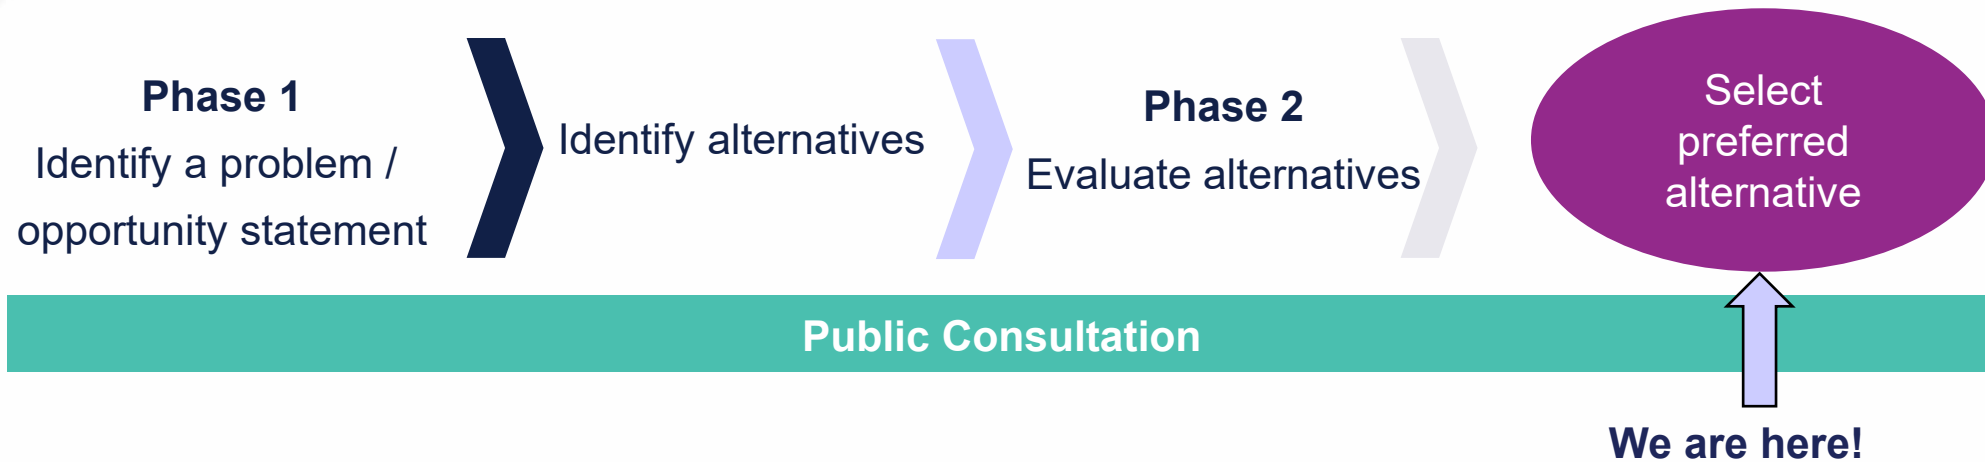 Phase 1
Identify a problem /
opportunity statement
Identify alternatives
Phase 2
Evaluate alternatives
Select
preferred
alternative
Public Consultation
We are here!